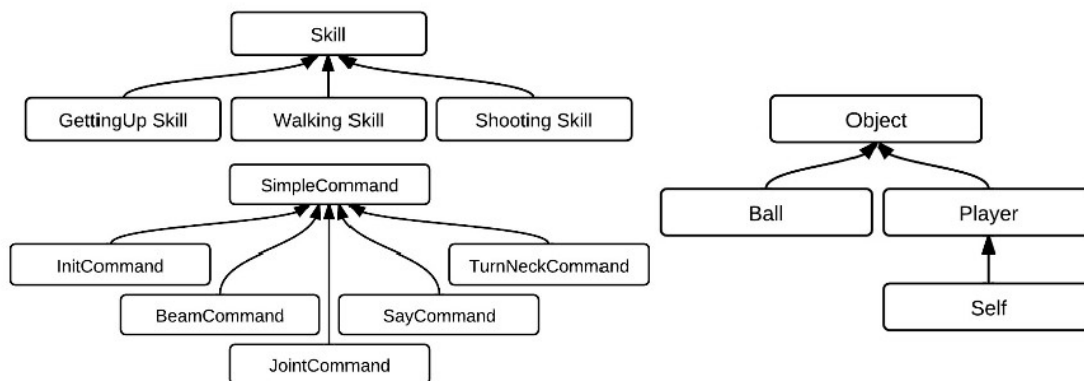 Skill
GettingUp Skill
Walking Skill
Shooting Skill
SimpleCommand
InitCommand
TurnNeckCommand
BeamCommand
SayCommand
JointCommand
Object
Ball
Player
Self